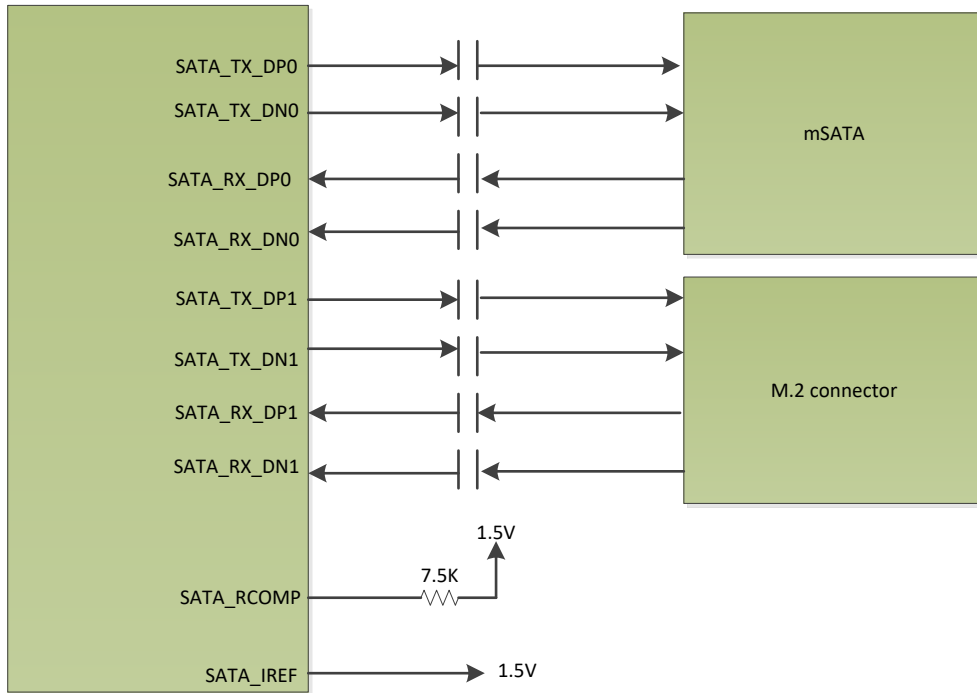 SATA_TX_DP0
SATA_TX_DN0
mSATA
SATA_RX_DP0
SATA_RX_DN0
SATA_TX_DP1
SATA_TX_DN1
M.2 connector
SATA_RX_DP1
SATA_RX_DN1
1.5V
7.5K
SATA_RCOMP
SATA_IREF
1.5V